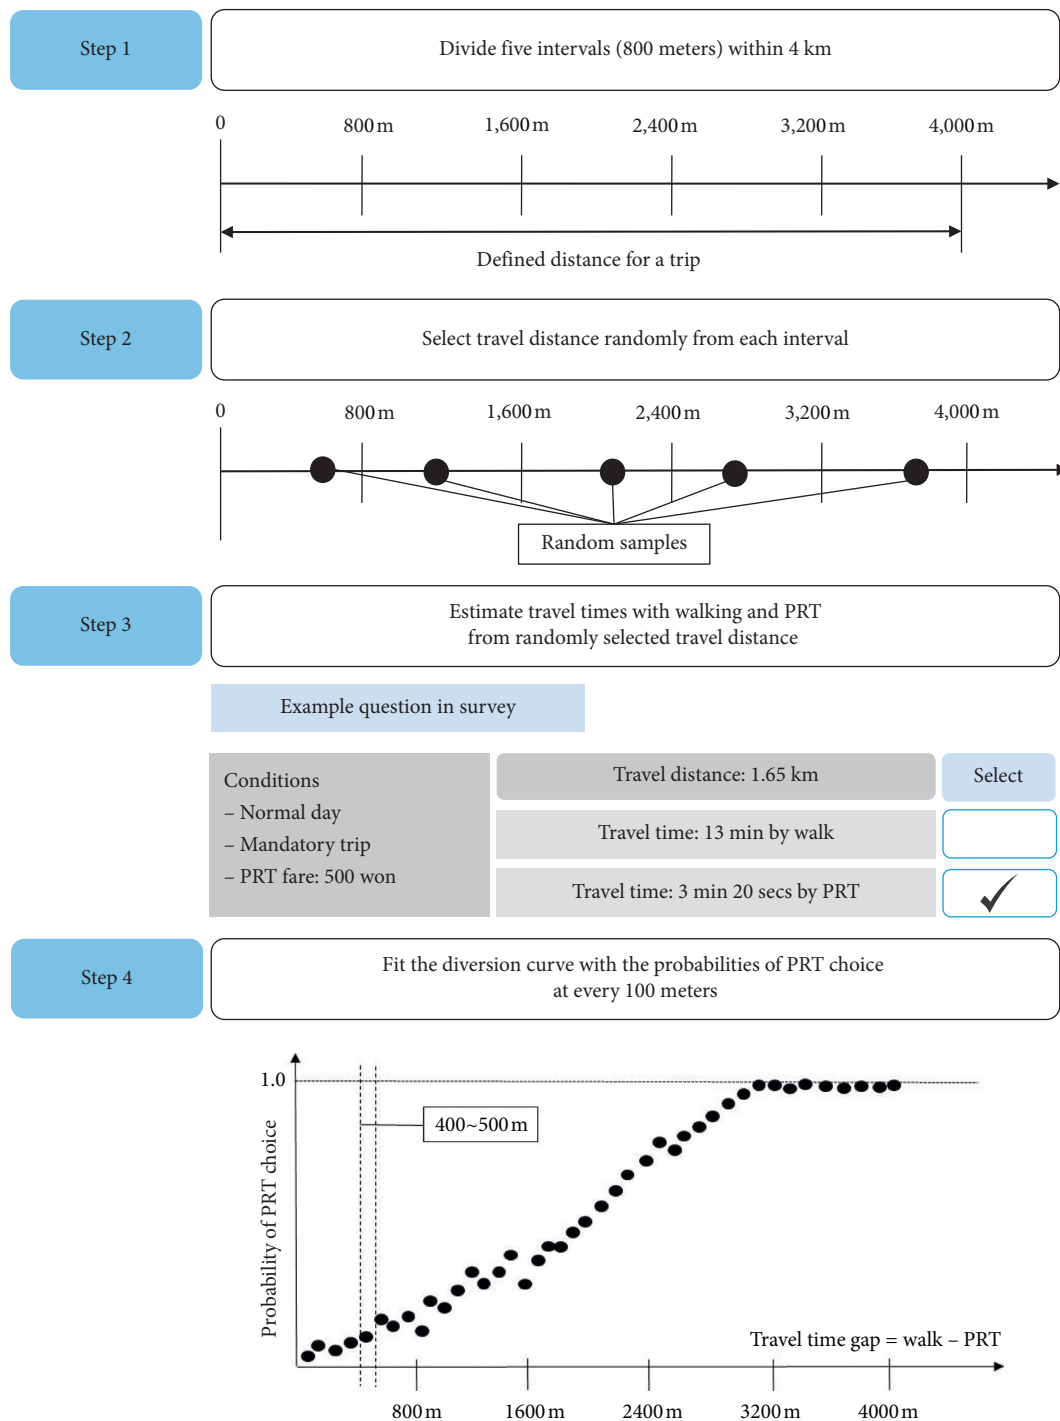 Step 1
Divide five intervals (800 meters) within 4 km
0 800 m 1,600 m 2,400 m 3,200 m 4,000 m
Defined distance for a trip
Step 2
Select travel distance randomly from each interval
0 800 m 1,600 m 2,400 m 3,200 m 4,000 m
Random samples
Step 3
Estimate travel times with walking and PRT
from randomly selected travel distance
Example question in survey
Conditions
– Normal day
– Mandatory trip
– PRT fare: 500 won
Travel distance: 1.65 km
Select
Travel time: 13 min by walk
Travel time: 3 min 20 secs by PRT
Step 4
Fit the diversion curve with the probabilities of PRT choice
at every 100 meters
1.0
400~500 m
Probability of PRT choice
Travel time gap = walk – PRT
800 m 1600 m 2400 m 3200 m 4000 m